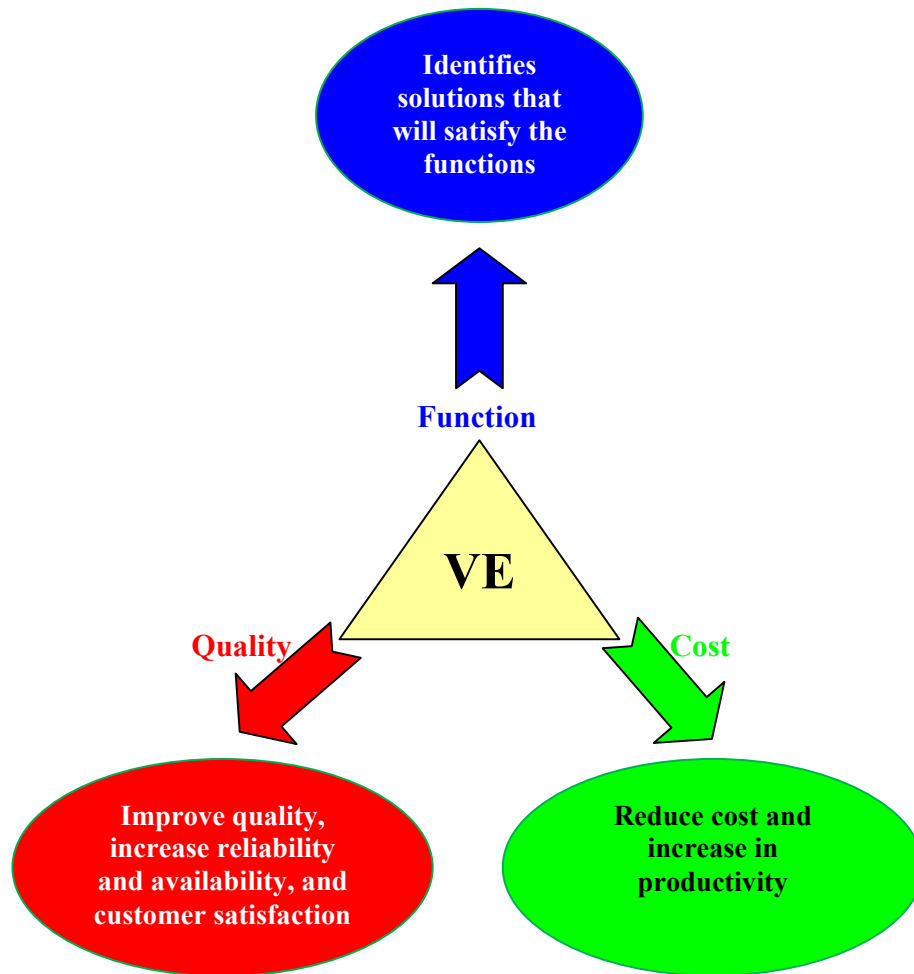 Identifies
solutions that
will satisfy the
functions
Function
VE
Quality
Cost
Improve quality,
increase reliability
and availability, and
customer satisfaction
Reduce cost and
increase in
productivity